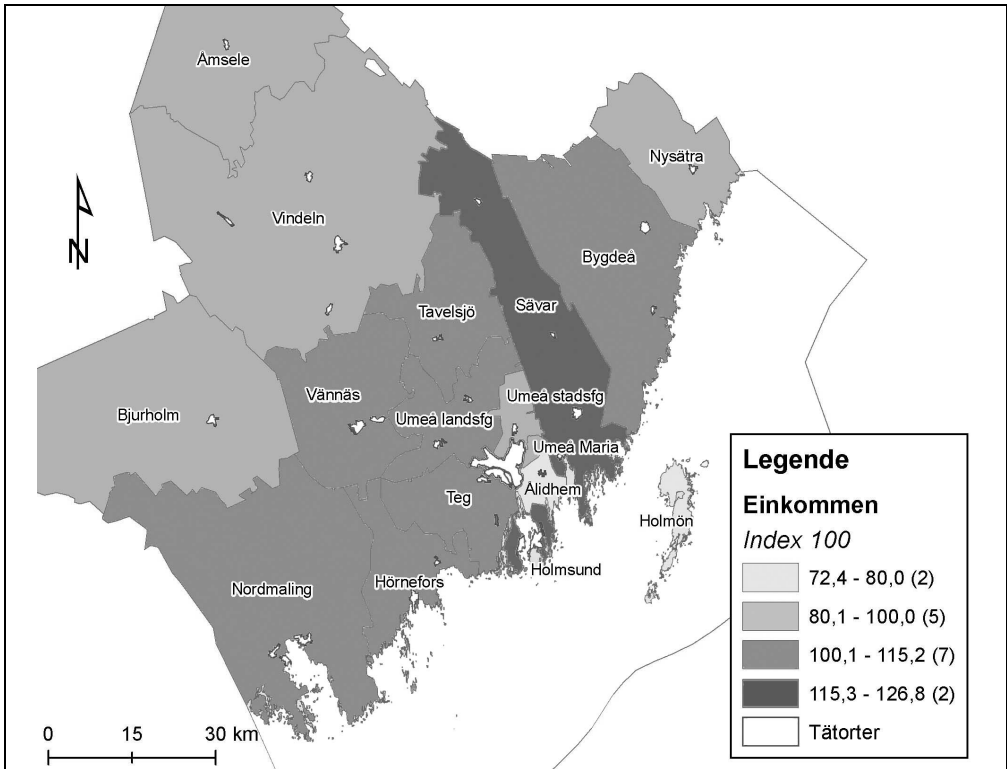 Åmsele
Nysätra
Vindeln
Bygdeå
Sävar
Tavelsjö
Vännäs
Umeå stadsfg
Bjurholm
Umeå landsfg
Umeå Maria
Ålidhem
Teg
Holmön
Holmsund
Nordmaling
Hörnefors
N
0 15 30 km
Legende
Einkommen
Index 100
72,4 - 80,0 (2)
80,1 - 100,0 (5)
100,1 - 115,2 (7)
115,3 - 126,8 (2)
Tätorter